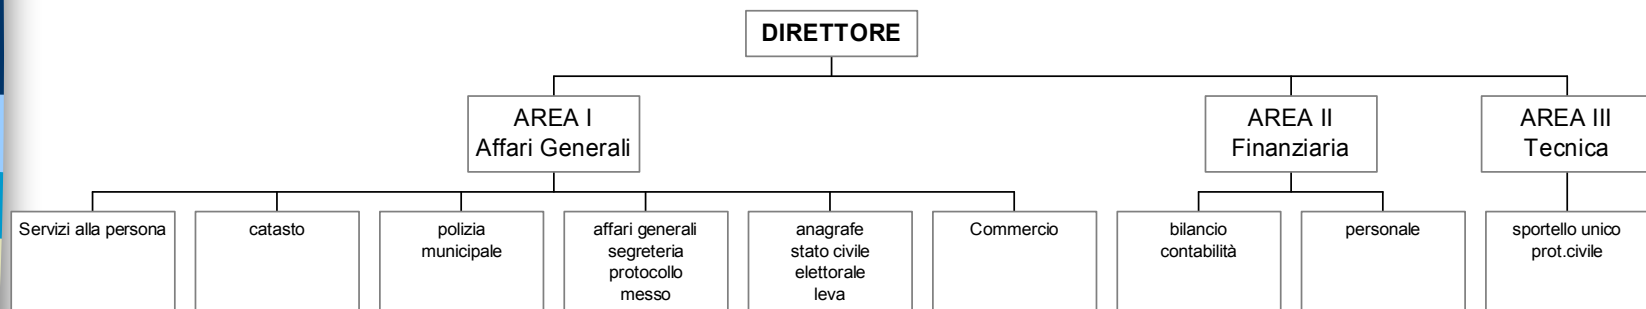 DIRETTORE
AREA I
Affari Generali
AREA II
Finanziaria
AREA III
Tecnica
Servizi alla persona
catasto
polizia
municipale
affari generali
segreteria
protocollo
messo
anagrafe
stato civile
elettorale
leva
Commercio
bilancio
contabilità
personale
sportello unico
prot.civile